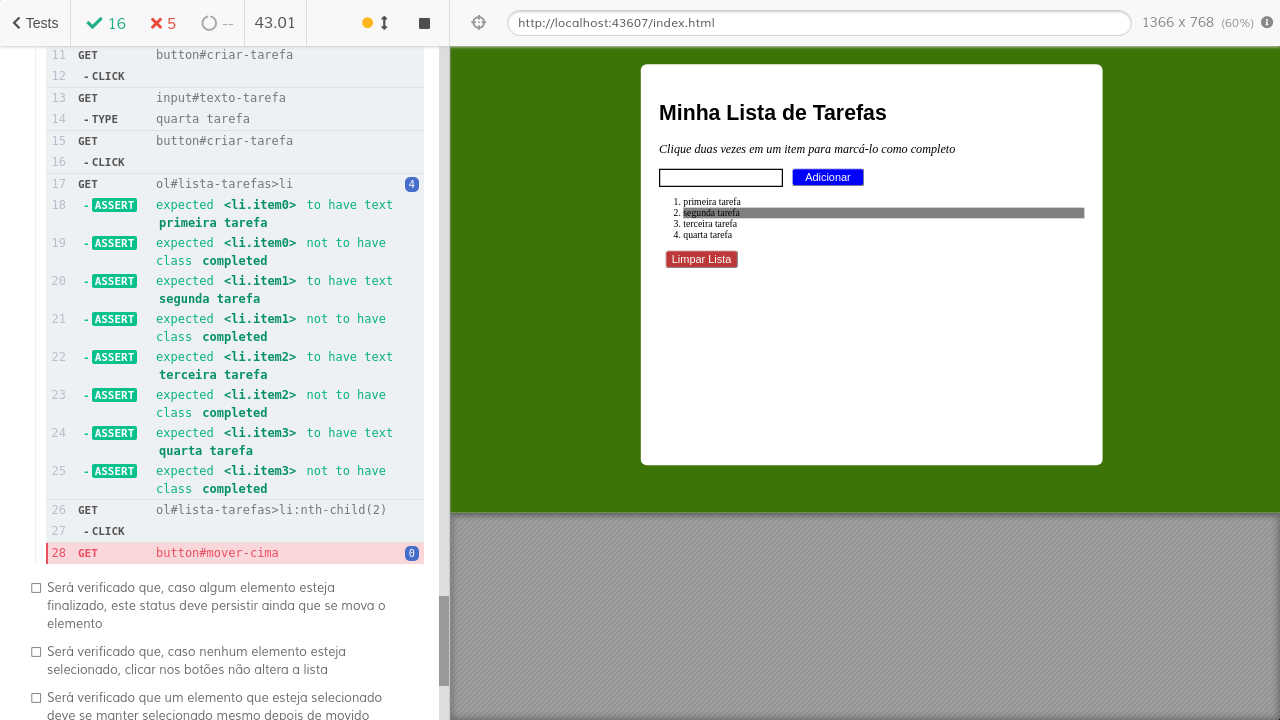 Tests
16
5
--
43.01
11 GET button#criar-tarefa
12 -CLICK
13 GET input#texto-tarefa
14 -TYPE quarta tarefa
15 GET button#criar-tarefa
16 -CLICK
17 GET ol#lista-tarefas>li 4
18 -ASSERT expected <li.item0> to have text
primeira tarefa
19 -ASSERT expected <li.item0> not to have
class completed
20 -ASSERT expected <li.item1> to have text
segunda tarefa
21 -ASSERT expected <li.item1> not to have
class completed
22 -ASSERT expected <li.item2> to have text
terceira tarefa
23 -ASSERT expected <li.item2> not to have
class completed
24 -ASSERT expected <li.item3> to have text
quarta tarefa
25 -ASSERT expected <li.item3> not to have
class completed
26 GET ol#lista-tarefas>li:nth-child(2)
27 -CLICK
28 GET button#mover-cima 0
Será verificado que, caso algum elemento esteja
finalizado, este status deve persistir ainda que se mova o
elemento
Será verificado que, caso nenhum elemento esteja
selecionado, clicar nos botões não altera a lista
Será verificado que um elemento que esteja selecionado
deve se manter selecionado mesmo depois de movido
http://localhost:43607/index.html
1366 x 768 (60%)
Minha Lista de Tarefas
Clique duas vezes em um item para marcá-lo como completo
Adicionar
1. primeira tarefa
2. segunda tarefa
3. terceira tarefa
4. quarta tarefa
Limpar Lista